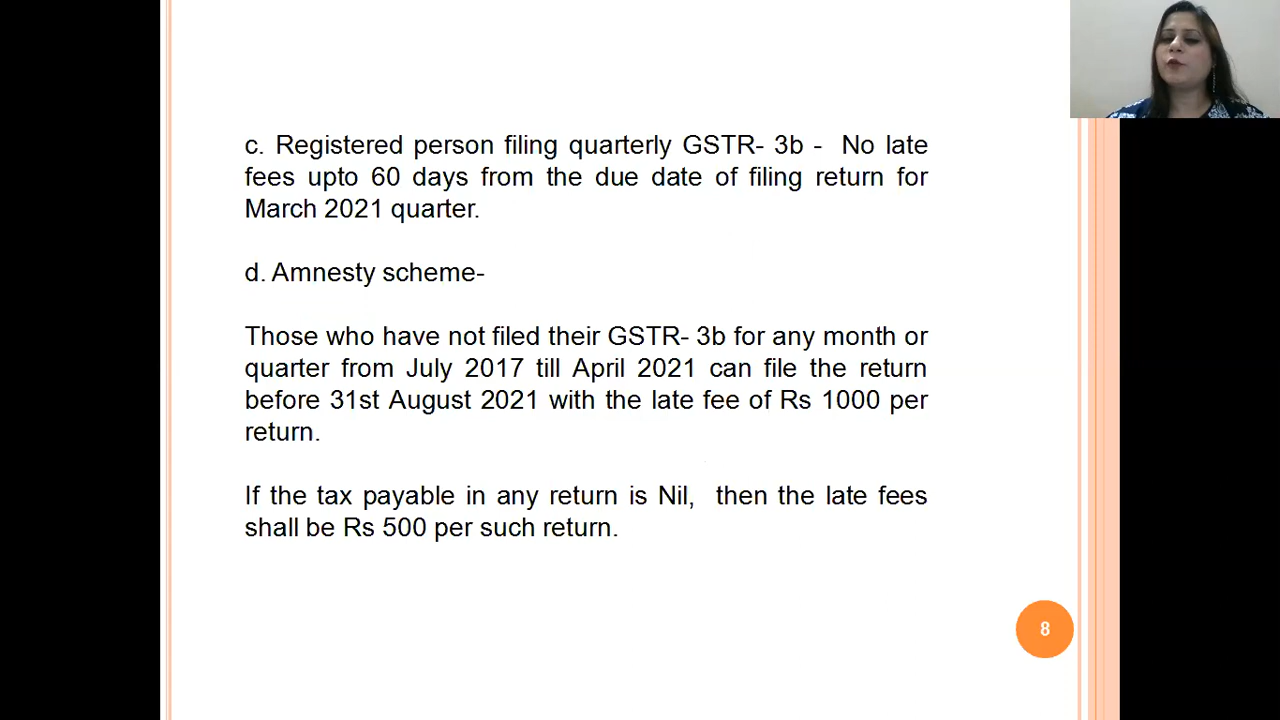 c. Registered person filing quarterly GSTR- 3b - No late
fees upto 60 days from the due date of filing return for
March 2021 quarter.
d. Amnesty scheme-
Those who have not filed their GSTR- 3b for any month or
quarter from July 2017 till April 2021 can file the return
before 31st August 2021 with the late fee of Rs 1000 per
return.
If the tax payable in any return is Nil, then the late fees
shall be Rs 500 per such return.
8